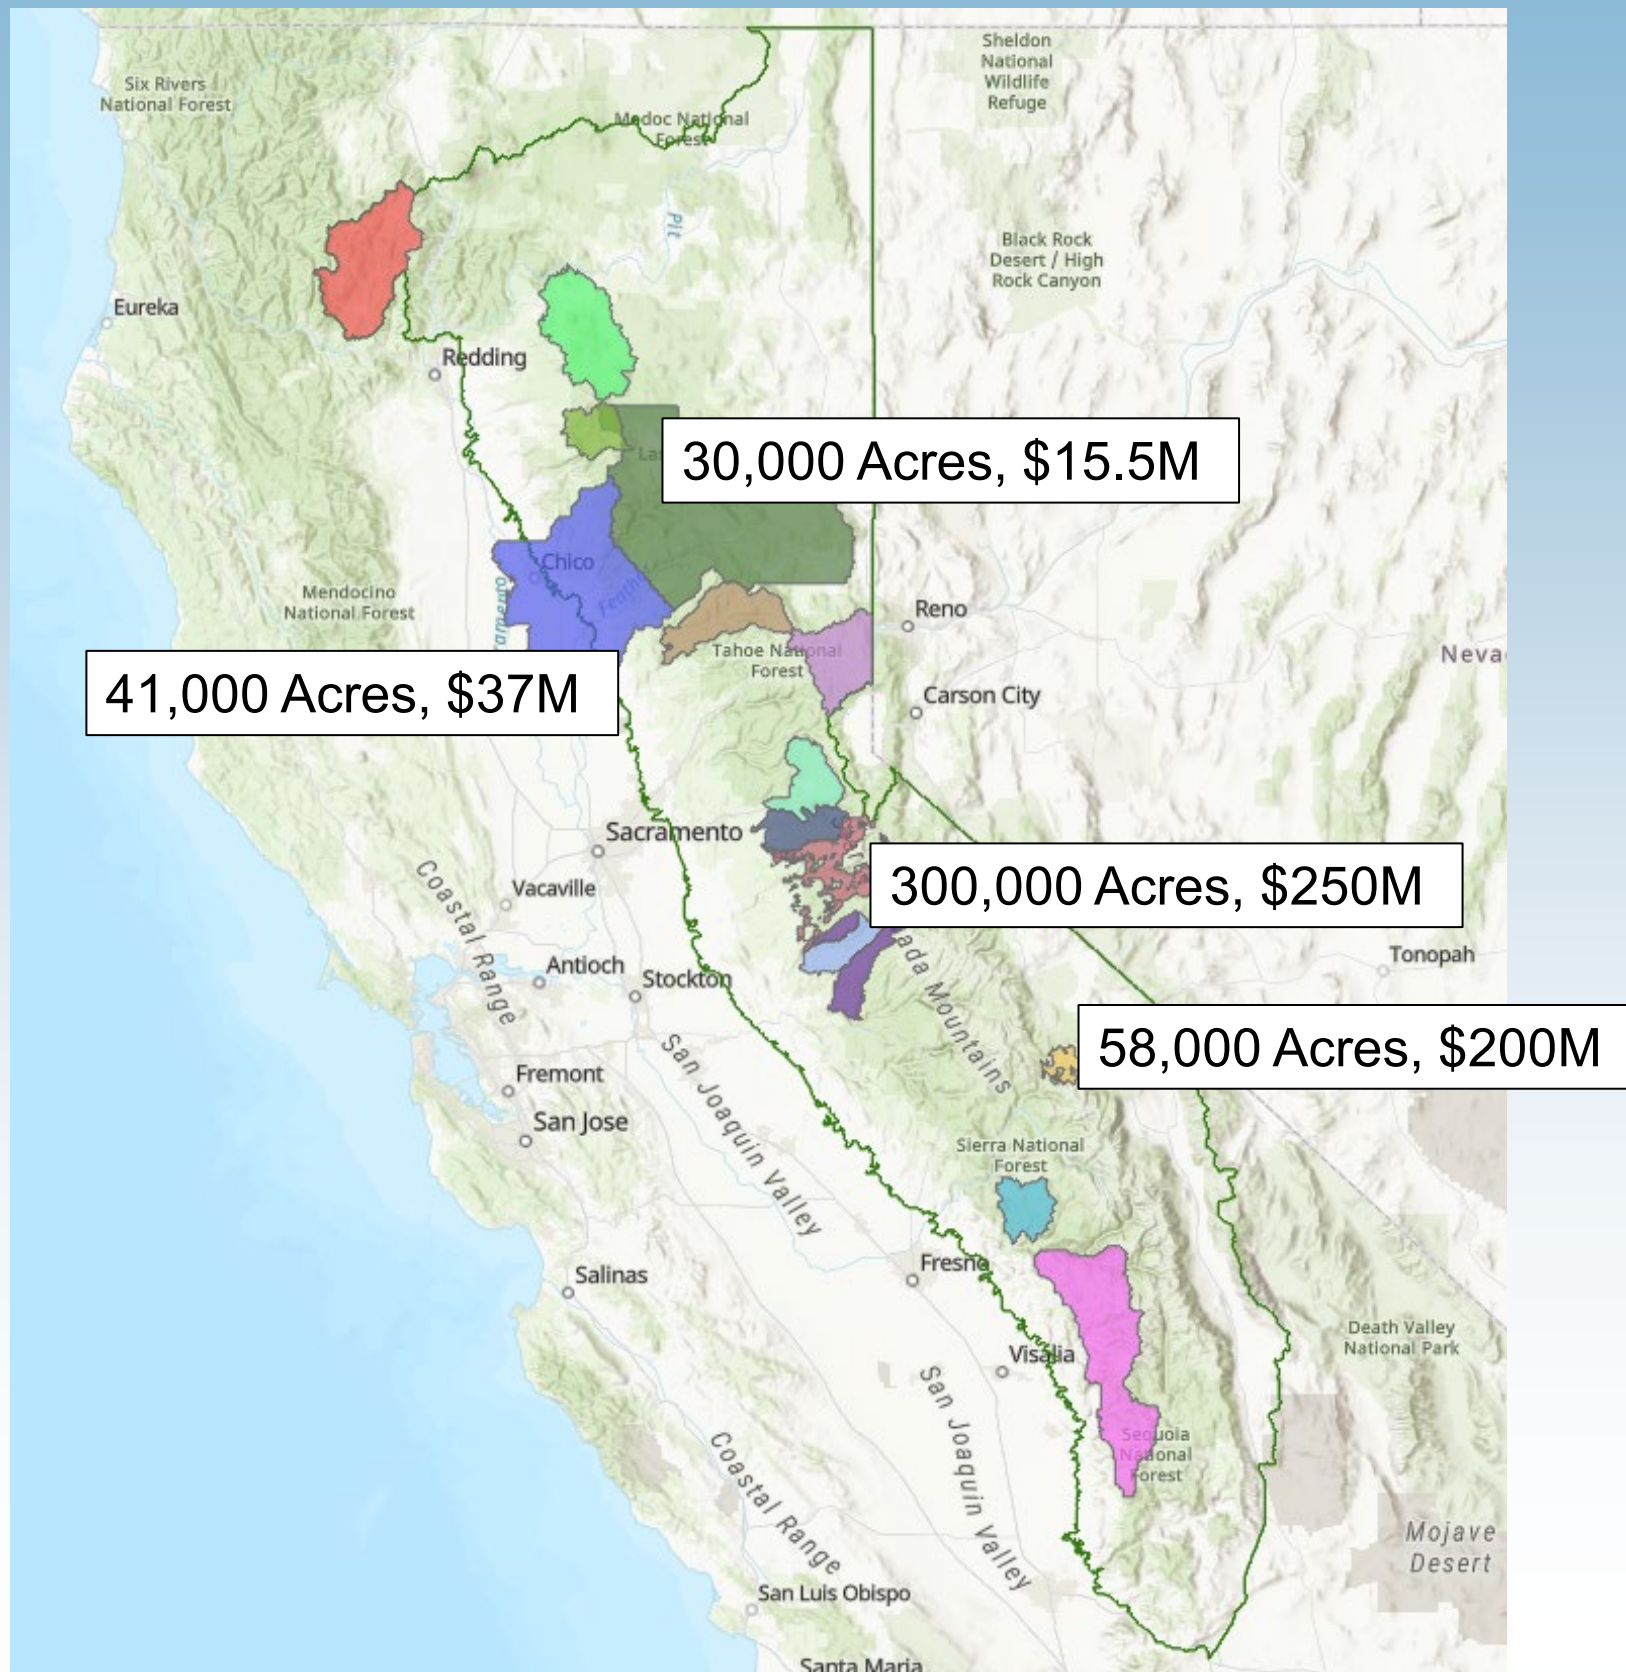 Sheldon
National
Wildlife
Refuge
Six Rivers
National Forest
Modoc National
Forest
Pit
Black Rock
Desert / High
Rock Canyon
Eureka
Redding
30,000 Acres, $15.5M
Chico
Mendocino
National Forest
Reno
Tahoe National
Forest
41,000 Acres, $37M
Carson City
Sacramento
300,000 Acres, $250M
Coastal Range
Vacaville
Tonopah
Antioch
Stockton
Mountains
58,000 Acres, $200M
San Joaquin Valley
Fremont
San Jose
Sierra National
Forest
Fresno
Salinas
Death Valley
National Park
Visalia
San Joaquin Valley
Sequoia
National
Forest
Coastal Range
Mojave
Desert
San Luis Obispo
Santa Maria